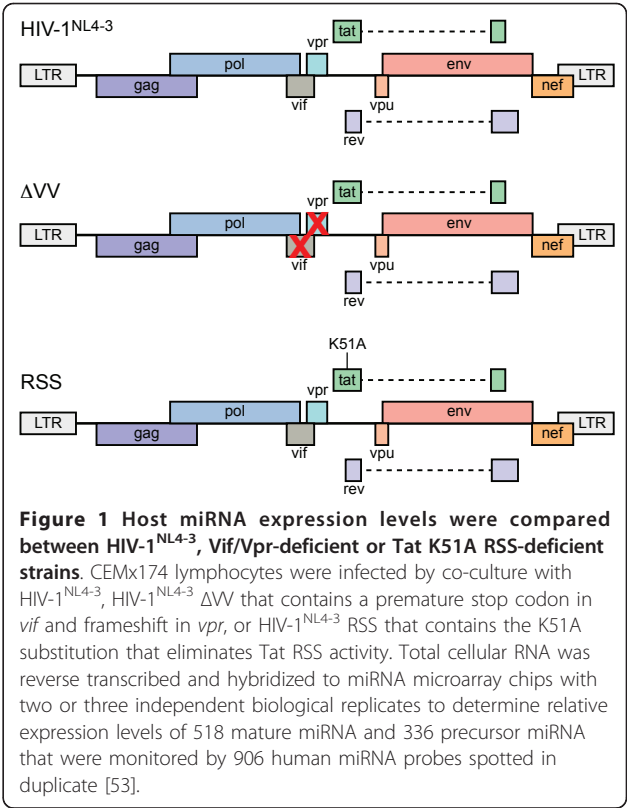 HIV-1NL4-3
vpr
tat
LTR
pol
env
LTR
gag
vif
vpu
nef
rev
ΔVV
vpr
tat
LTR
pol
env
LTR
gag
vif
vpu
nef
rev
K51A
RSS
vpr
tat
LTR
pol
env
LTR
gag
vif
vpu
nef
rev
Figure 1 Host miRNA expression levels were compared
between HIV-1NL4-3, Vif/Vpr-deficient or Tat K51A RSS-deficient
strains. CEMx174 lymphocytes were infected by co-culture with
HIV-1NL4-3, HIV-1NL4-3 ΔVV that contains a premature stop codon in
vif and frameshift in vpr, or HIV-1NL4-3 RSS that contains the K51A
substitution that eliminates Tat RSS activity. Total cellular RNA was
reverse transcribed and hybridized to miRNA microarray chips with
two or three independent biological replicates to determine relative
expression levels of 518 mature miRNA and 336 precursor miRNA
that were monitored by 906 human miRNA probes spotted in
duplicate [53].